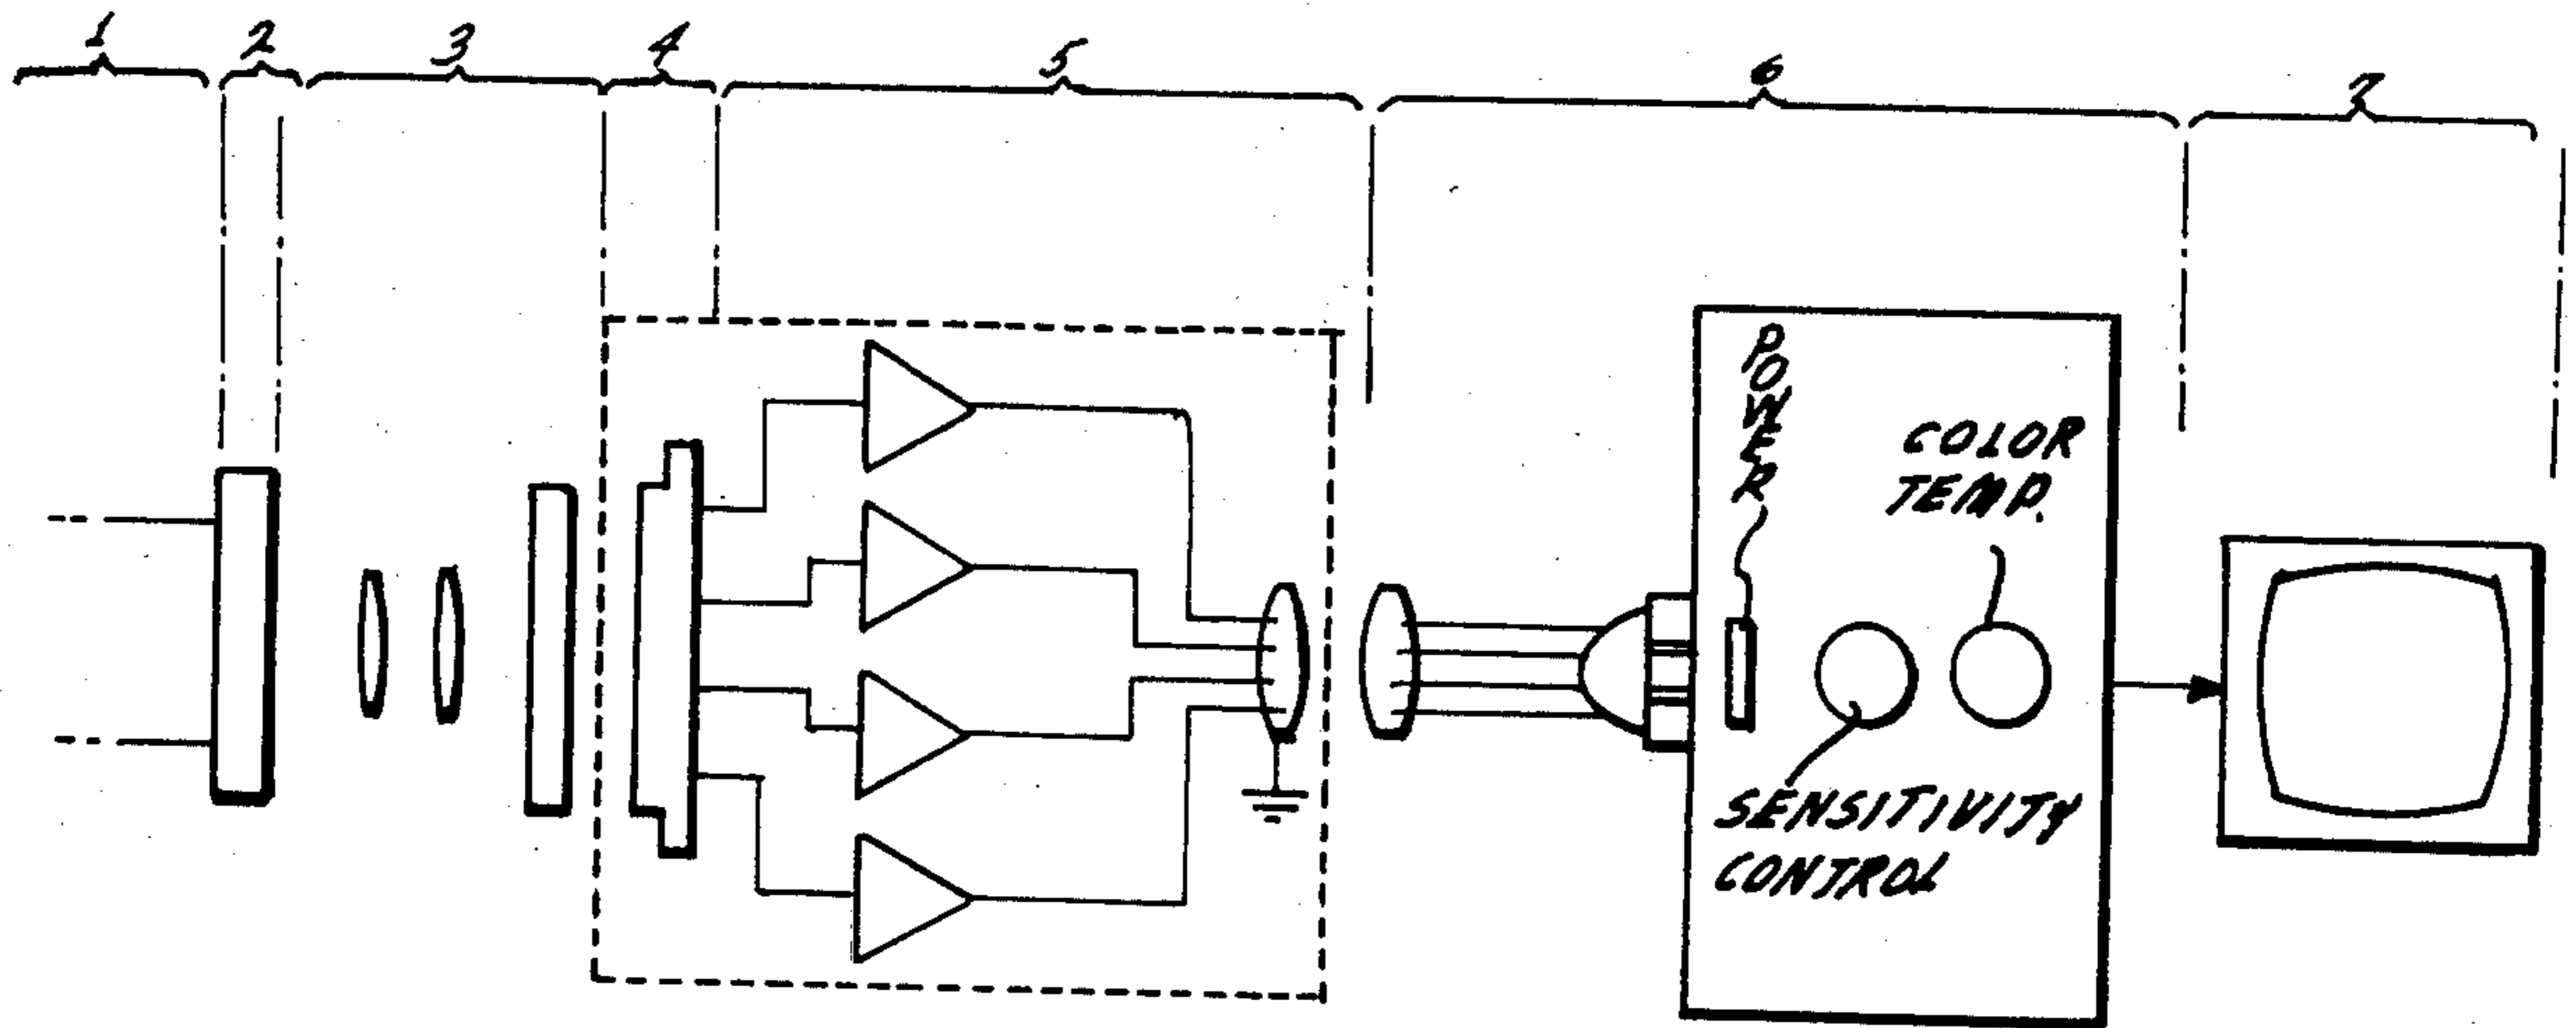 1 2 3 4 5 6 7
POWER
COLOR
TEMP.
SENSITIVITY
CONTROL